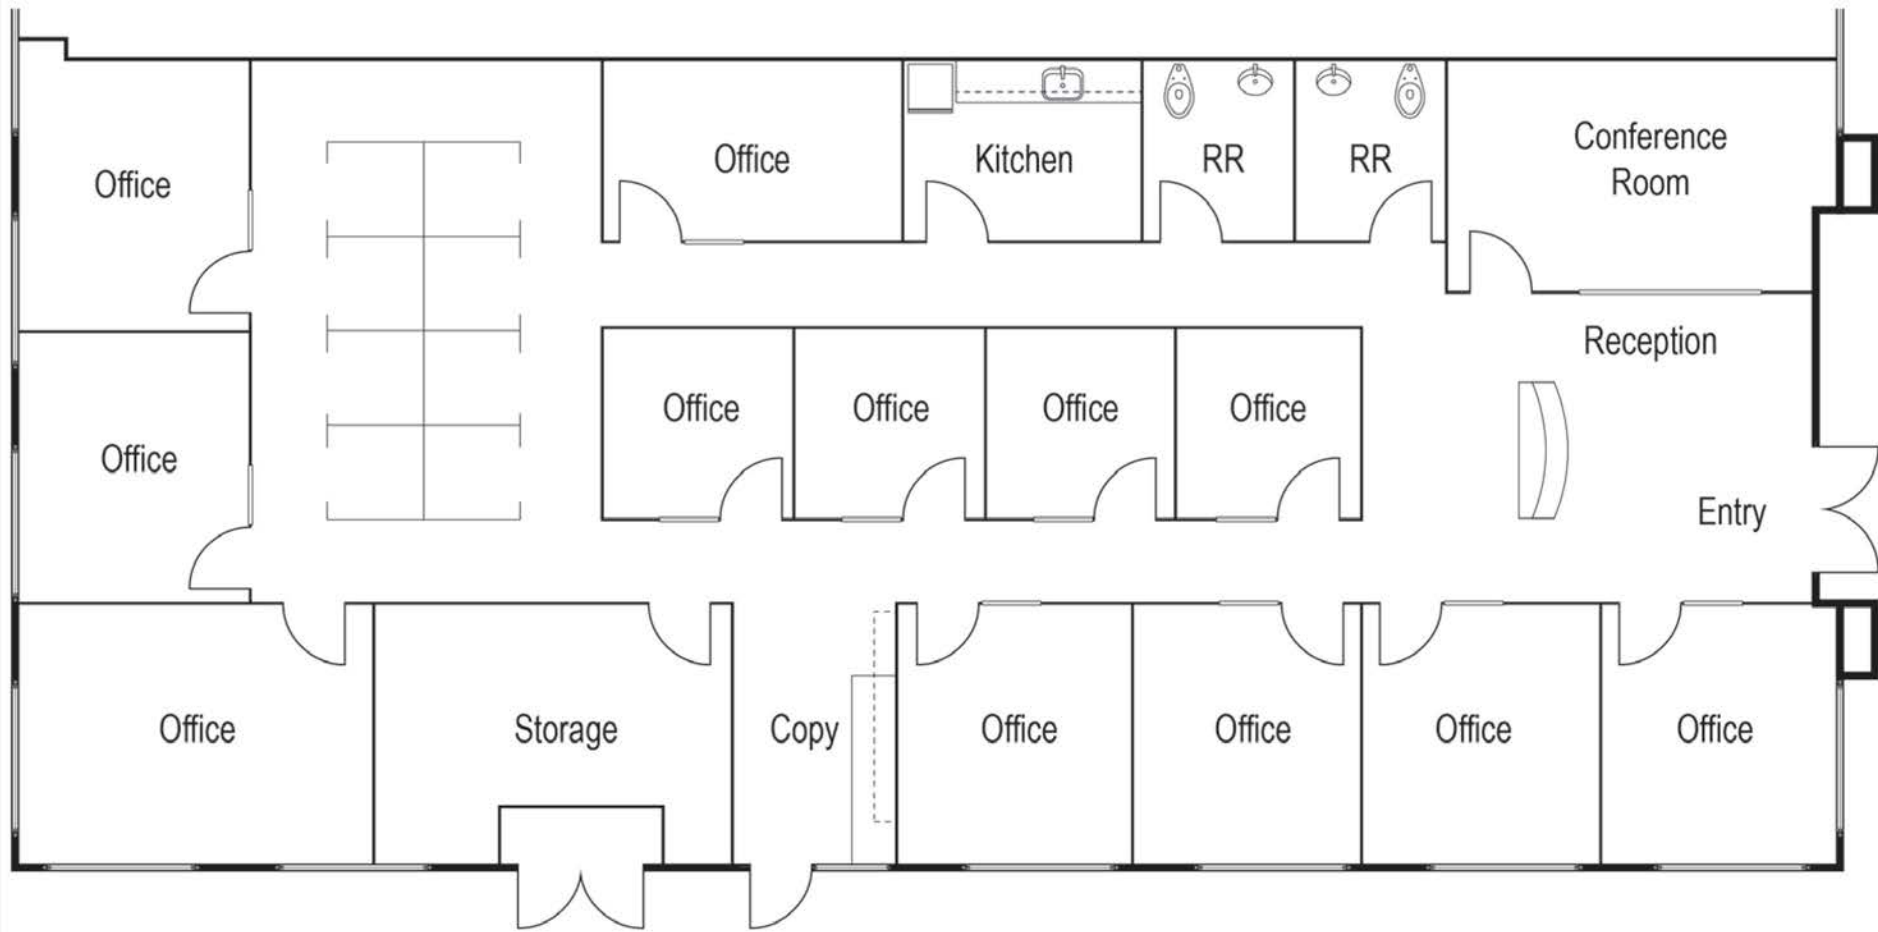 Office
Office
Kitchen
RR
RR
Conference
Room
Reception
Office
Office
Office
Office
Office
Entry
Office
Storage
Copy
Office
Office
Office
Office